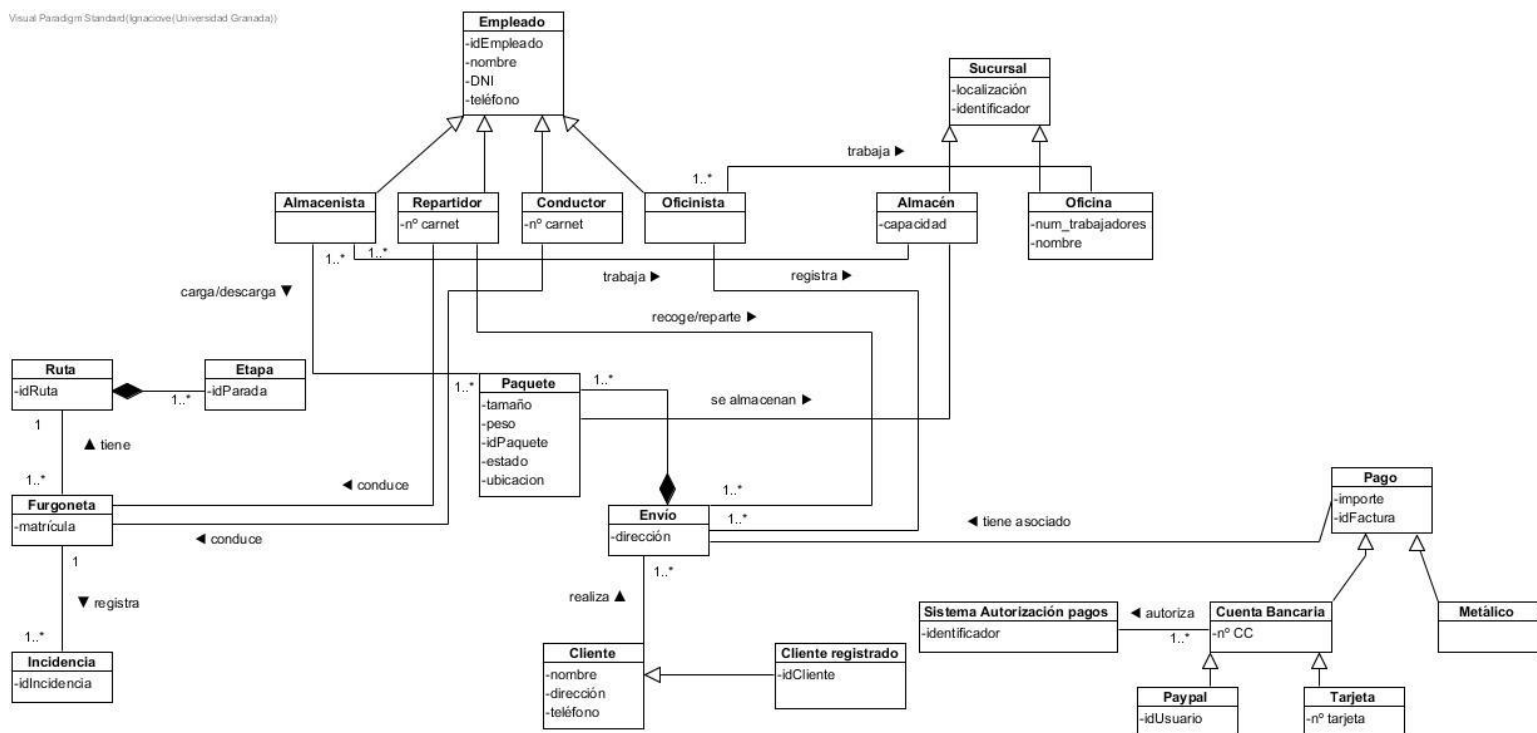 Visual Paradigm Standard(Ignaciove(Universidad Granada))
Empleado
-idEmpleado
-nombre
-DNI
-teléfono
Sucursal
-localización
-identificador
trabaja ►
1..*
Almacenista
Repartidor
-nº carnet
Conductor
-nº carnet
Oficinista
Almacén
-capacidad
Oficina
-num_trabajadores
-nombre
1..*
1..*
trabaja ►
registra ►
carga/descarga ▼
recoge/reparte ►
Ruta
-idRuta
Etapa
-idParada
1..*
1..*
Paquete
-tamaño
-peso
-idPaquete
-estado
-ubicacion
1..*
se almacenan ►
1
▲ tiene
1..*
◄ conduce
Furgoneta
-matrícula
◄ conduce
1..*
Envío
-dirección
1..*
◄ tiene asociado
Pago
-importe
-idFactura
1
▼ registra
1..*
Incidencia
-idIncidencia
1..*
realiza ▲
Cliente
-nombre
-dirección
-teléfono
Cliente registrado
-idCliente
Sistema Autorización pagos
-identificador
◄ autoriza
1..*
Cuenta Bancaria
-nº CC
Metálico
Paypal
-idUsuario
Tarjeta
-nº tarjeta